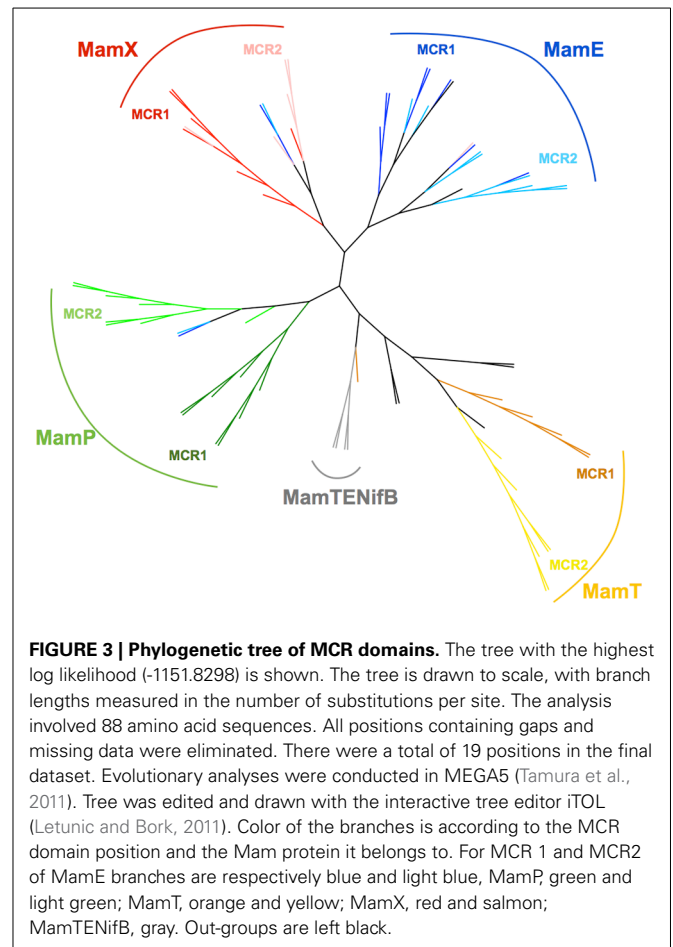 MamX
MCR2
MCR1
MamE
MCR1
MCR2
MCR2
MamP
MCR1
MamTENifB
MCR1
MCR2
MamT
FIGURE 3 | Phylogenetic tree of MCR domains. The tree with the highest
log likelihood (-1151.8298) is shown. The tree is drawn to scale, with branch
lengths measured in the number of substitutions per site. The analysis
involved 88 amino acid sequences. All positions containing gaps and
missing data were eliminated. There were a total of 19 positions in the final
dataset. Evolutionary analyses were conducted in MEGA5 (Tamura et al.,
2011). Tree was edited and drawn with the interactive tree editor iTOL
(Letunic and Bork, 2011). Color of the branches is according to the MCR
domain position and the Mam protein it belongs to. For MCR 1 and MCR2
of MamE branches are respectively blue and light blue, MamP, green and
light green; MamT, orange and yellow; MamX, red and salmon;
MamTENifB, gray. Out-groups are left black.